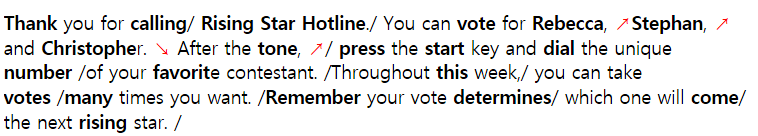 Thank you for calling/ Rising Star Hotline./ You can vote for Rebecca, ↗Stephan, ↗
and Christopher. ↘ After the tone, ↗/ press the start key and dial the unique
number /of your favorite contestant. /Throughout this week,/ you can take
votes /many times you want. /Remember your vote determines/ which one will come/
the next rising star. /